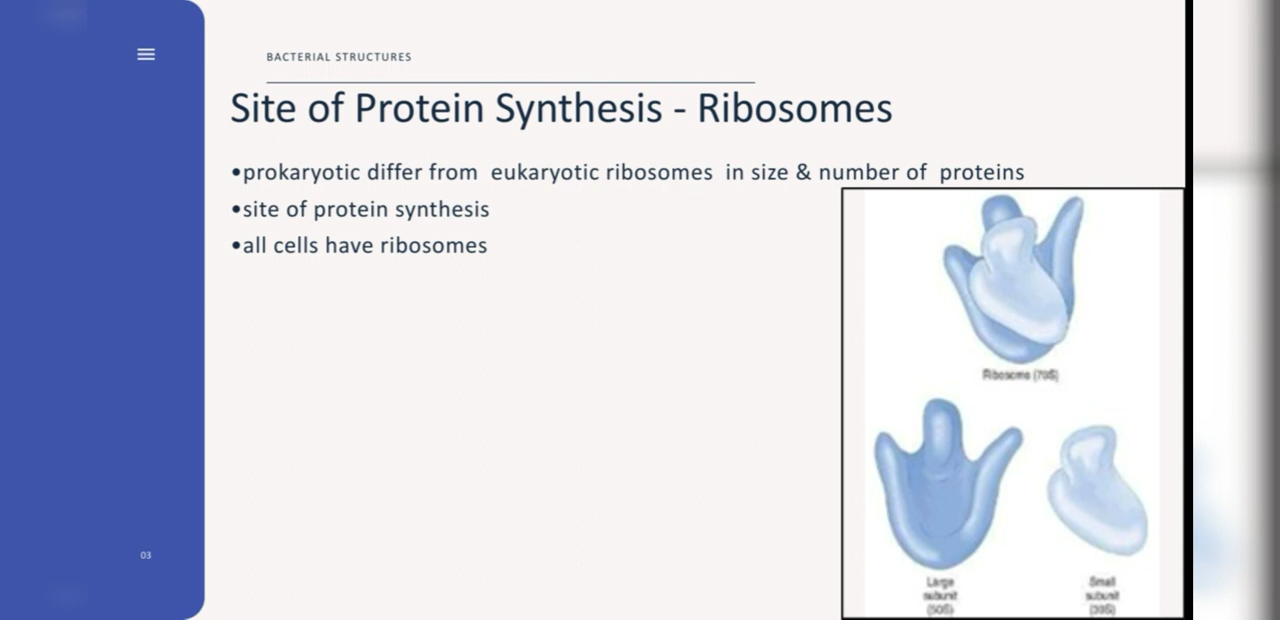 BACTERIAL STRUCTURES
Site of Protein Synthesis - Ribosomes
•prokaryotic differ from eukaryotic ribosomes in size & number of proteins
•site of protein synthesis
•all cells have ribosomes
Ribosome (70S)
Large
subunit
(50S)
Small
subunit
(30S)
03